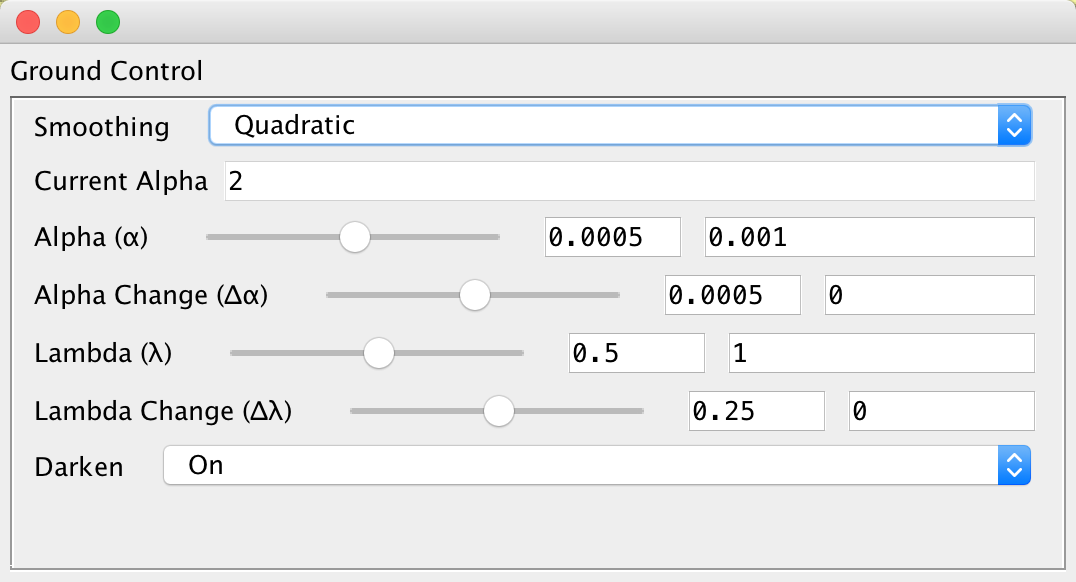 Ground Control
Smoothing Quadratic
Current Alpha 2
Alpha (α) 0.0005 0.001
Alpha Change (Δα) 0.0005 0
Lambda (λ) 0.5 1
Lambda Change (Δλ) 0.25 0
Darken On